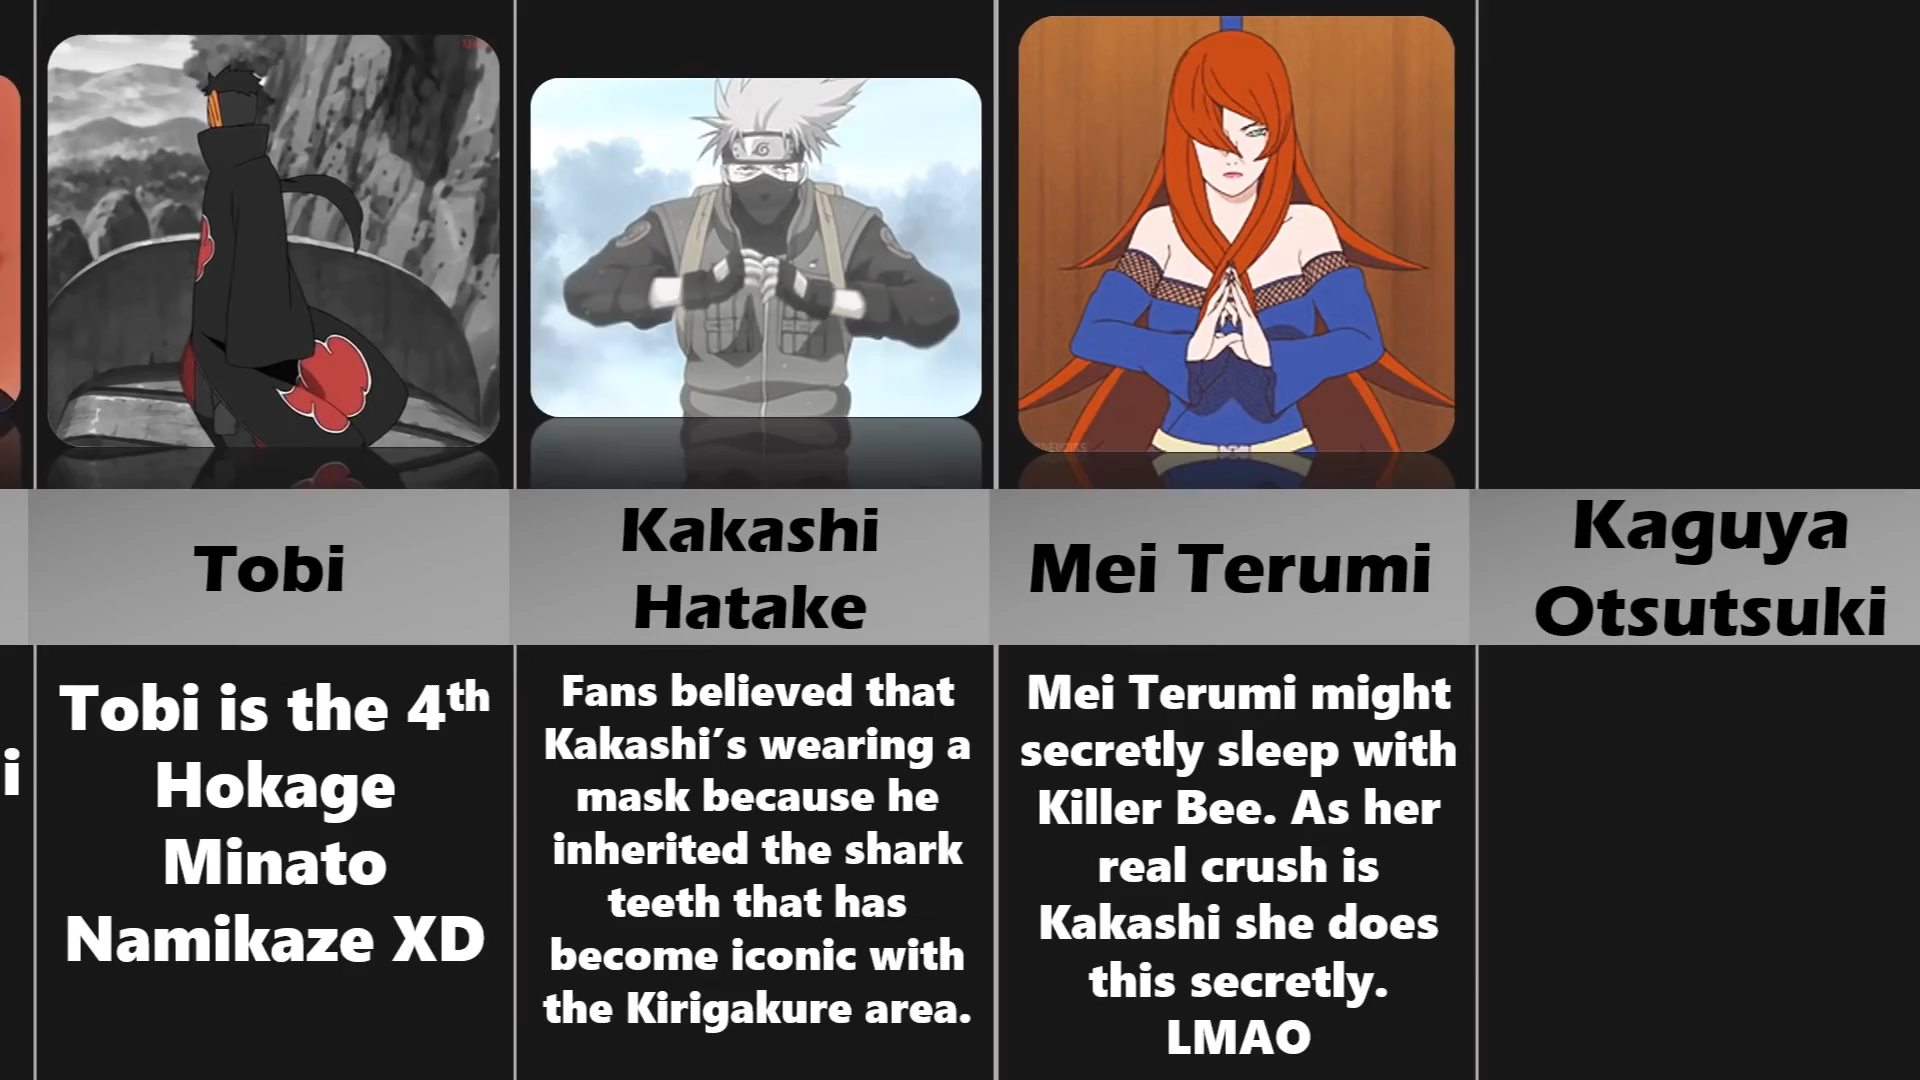 Tobi
Kakashi
Hatake
Mei Terumi
Kaguya
Otsutsuki
i
Tobi is the 4th
Hokage
Minato
Namikaze XD
Fans believed that
Kakashi’s wearing a
mask because he
inherited the shark
teeth that has
become iconic with
the Kirigakure area.
Mei Terumi might
secretly sleep with
Killer Bee. As her
real crush is
Kakashi she does
this secretly.
LMAO